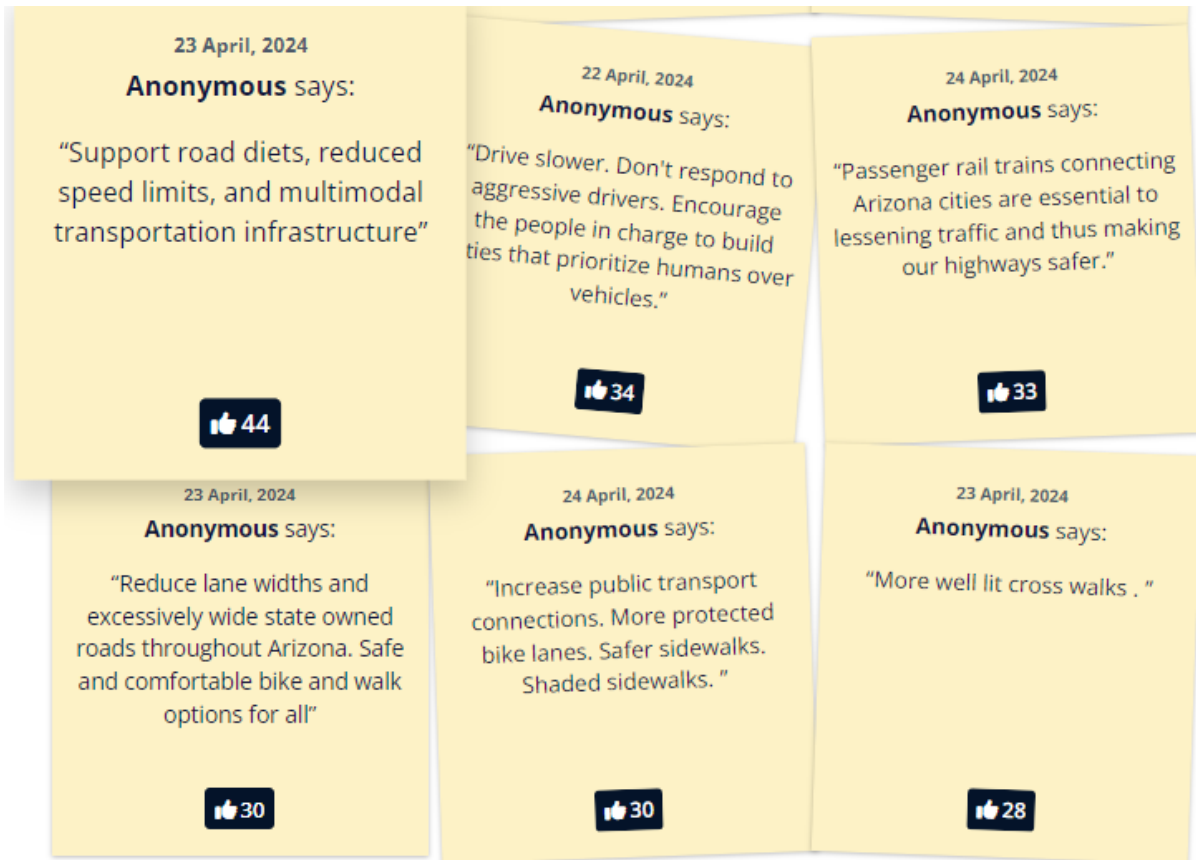 23 April, 2024
Anonymous says:
“Support road diets, reduced
speed limits, and multimodal
transportation infrastructure”
44
22 April, 2024
Anonymous says:
“Drive slower. Don't respond to
aggressive drivers. Encourage
the people in charge to build
ties that prioritize humans over
vehicles.”
34
24 April, 2024
Anonymous says:
“Passenger rail trains connecting
Arizona cities are essential to
lessening traffic and thus making
our highways safer.”
33
23 April, 2024
Anonymous says:
“Reduce lane widths and
excessively wide state owned
roads throughout Arizona. Safe
and comfortable bike and walk
options for all”
30
24 April, 2024
Anonymous says:
“Increase public transport
connections. More protected
bike lanes. Safer sidewalks.
Shaded sidewalks. ”
30
23 April, 2024
Anonymous says:
“More well lit cross walks . ”
28